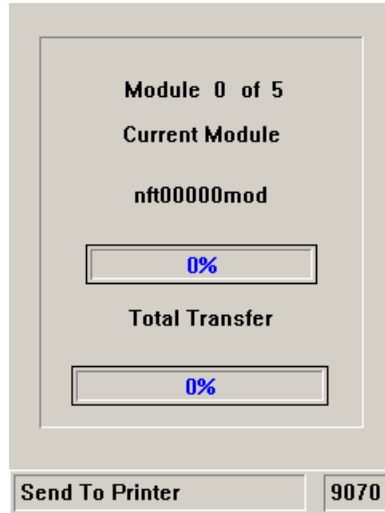 Module 0 of 5
Current Module
nft00000mod
0%
Total Transfer
0%
Send To Printer 9070